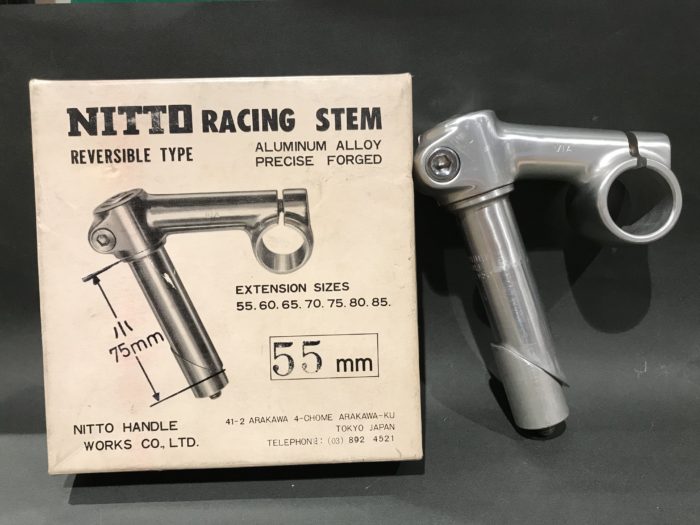 NITTO RACING STEM
REVERSIBLE TYPE
ALUMINUM ALLOY
PRECISE FORGED
VIA
EXTENSION SIZES
55.60.65.70.75.80.85.
75mm
55 mm
NITTO HANDLE
WORKS CO., LTD.
41-2 ARAKAWA 4-CHOME ARAKAWA-KU
TOKYO JAPAN
TELEPHONE: (03) 892 4521
VIA